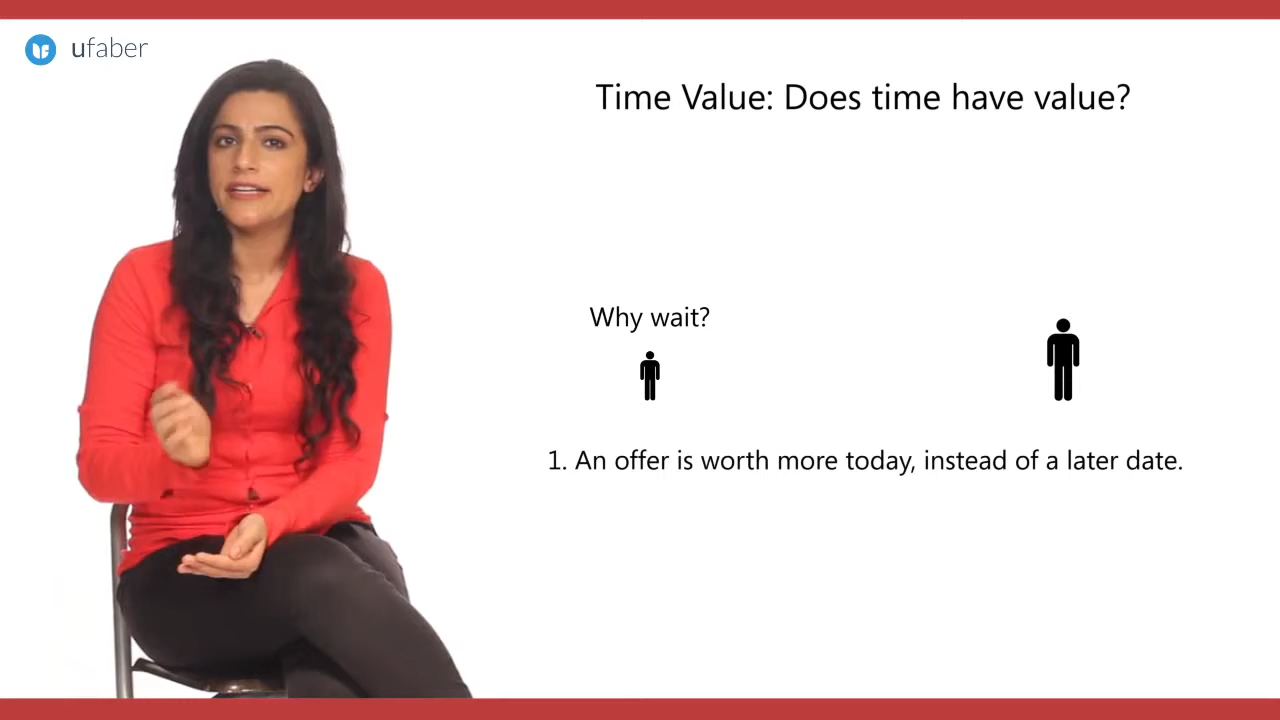 ufaber
Time Value: Does time have value?
Why wait?
1. An offer is worth more today, instead of a later date.